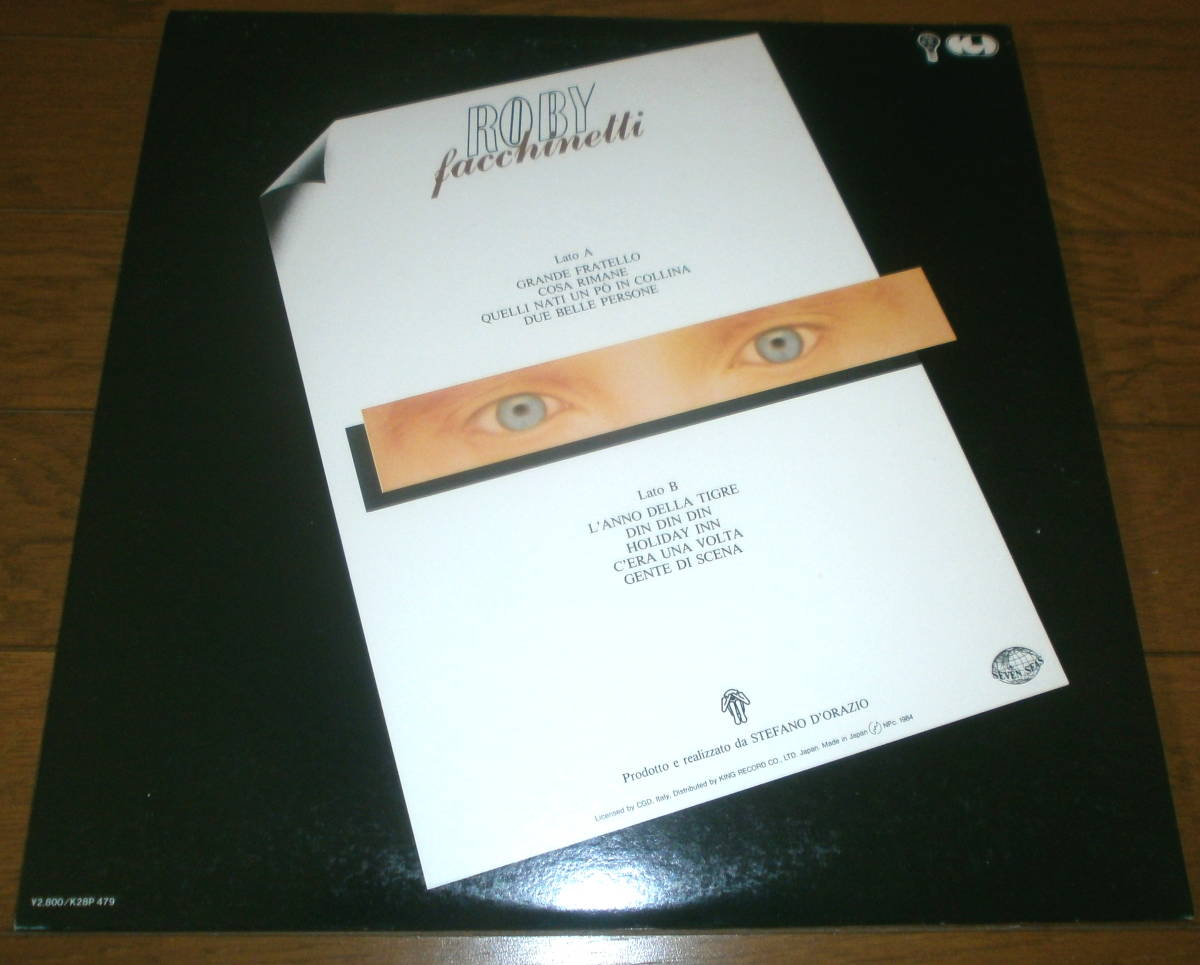 ROBY
facchinetti
Lato A
GRANDE FRATELLO
COSA RIMANE
QUELLI NATI UN PÒ IN COLLINA
DUE BELLE PERSONE
Lato B
L'ANNO DELLA TIGRE
DIN DIN DIN
HOLIDAY INN
C'ERA UNA VOLTA
GENTE DI SCENA
SEVEN SEAS
Prodotto e realizzato da STEFANO D'ORAZIO
Licensed by CGD, Italy, Distributed by KING RECORD CO., LTD. Japan. Made in Japan NPc. 1984
¥2,800/K28P 479